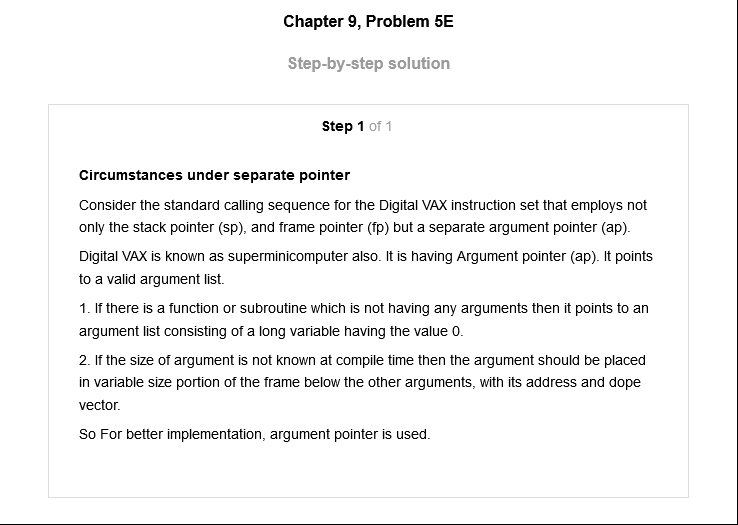 Chapter 9, Problem 5E
Step-by-step solution
Step 1 of 1
Circumstances under separate pointer
Consider the standard calling sequence for the Digital VAX instruction set that employs not
only the stack pointer (sp), and frame pointer (fp) but a separate argument pointer (ap).
Digital VAX is known as superminicomputer also. It is having Argument pointer (ap). It points
to a valid argument list.
1. If there is a function or subroutine which is not having any arguments then it points to an
argument list consisting of a long variable having the value 0.
2. If the size of argument is not known at compile time then the argument should be placed
in variable size portion of the frame below the other arguments, with its address and dope
vector.
So For better implementation, argument pointer is used.